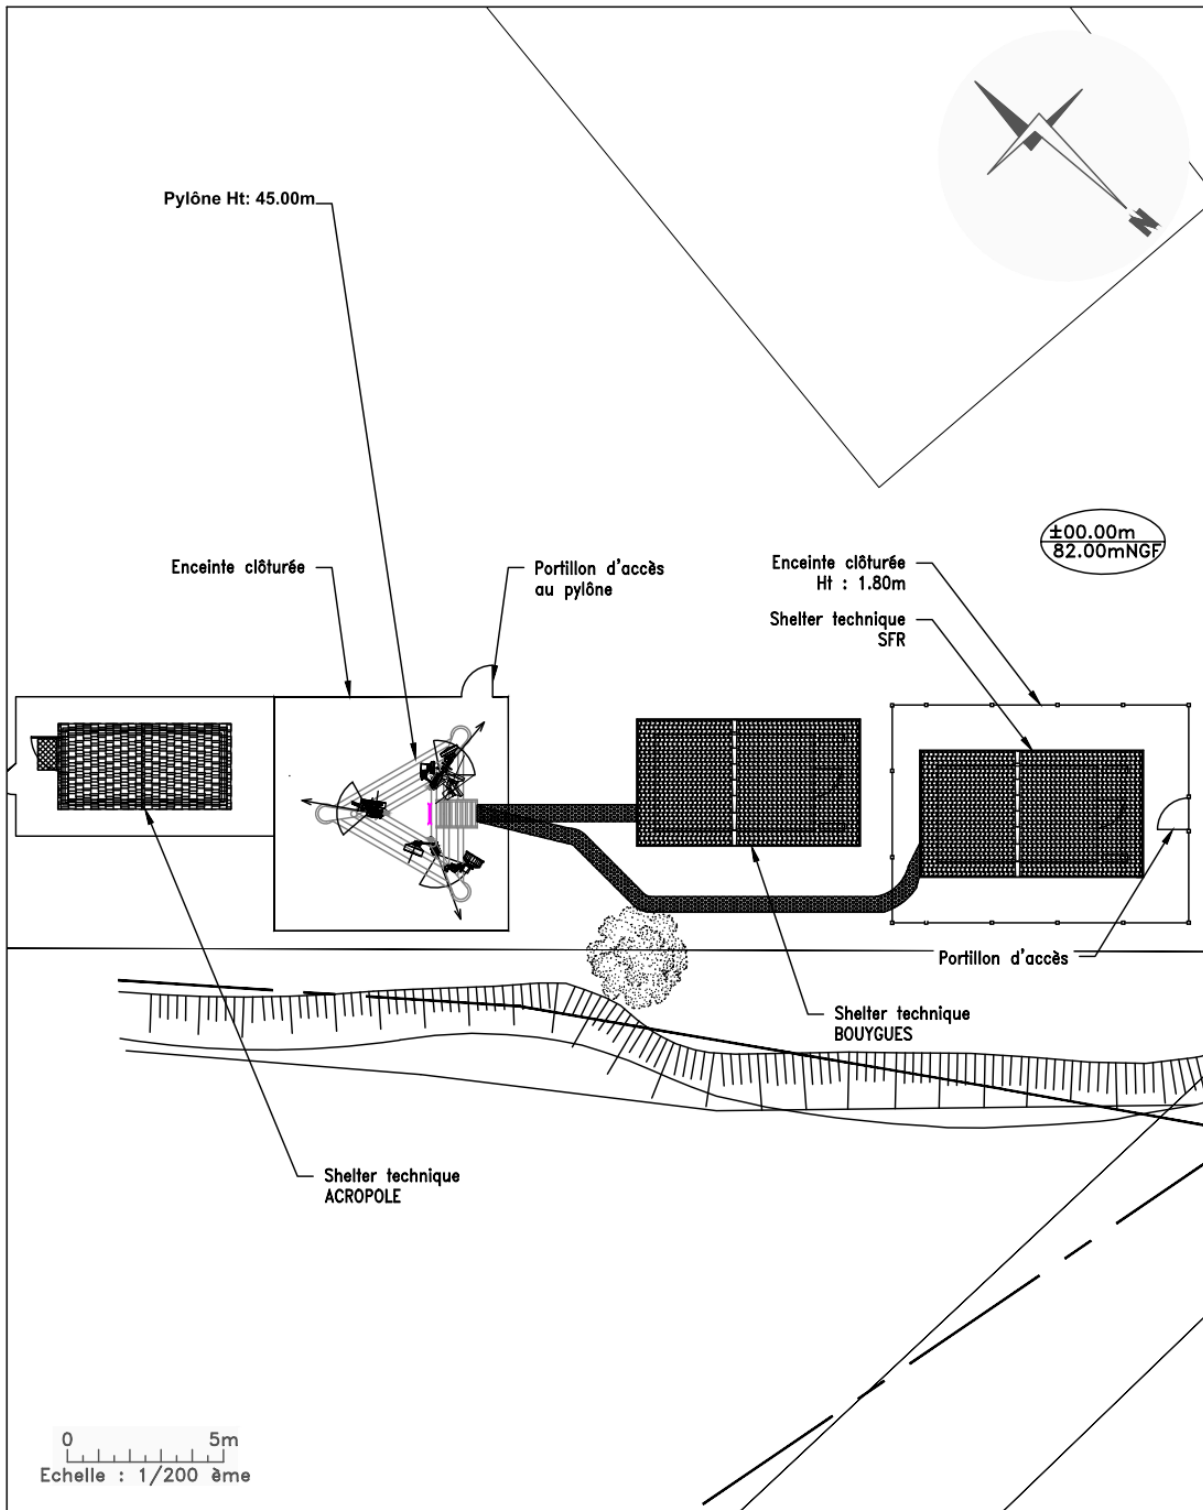 N
Pylône Ht: 45.00m
±00.00m
82.00mNGF
Enceinte clôturée
Portillon d'accès
au pylône
Enceinte clôturée
Ht : 1.80m
Shelter technique
SFR
Portillon d'accès
Shelter technique
BOUYGUES
Shelter technique
ACROPOLE
0 5m
Echelle : 1/200 ème